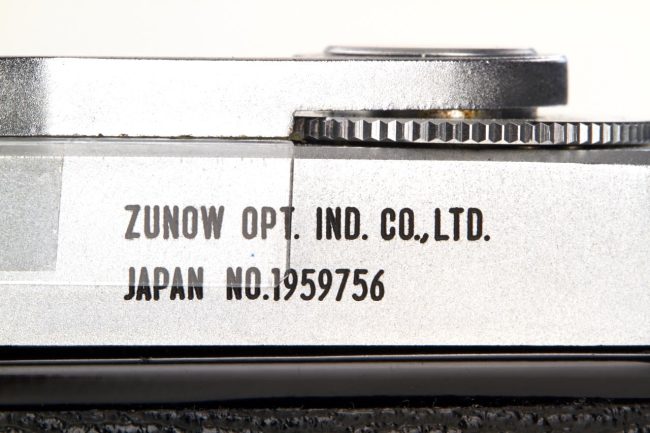 ZUNOW OPT. IND. CO.,LTD.
JAPAN NO.1959756